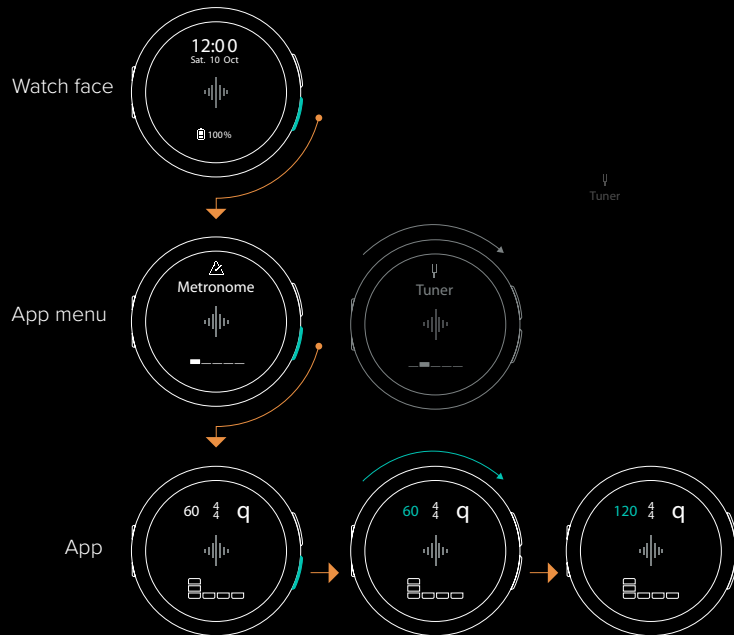 12:00
Sat. 10 Oct
Watch face
100%
Tuner
Metronome
Tuner
App menu
60 4/4 q
60 4/4 q
120 4/4 q
App